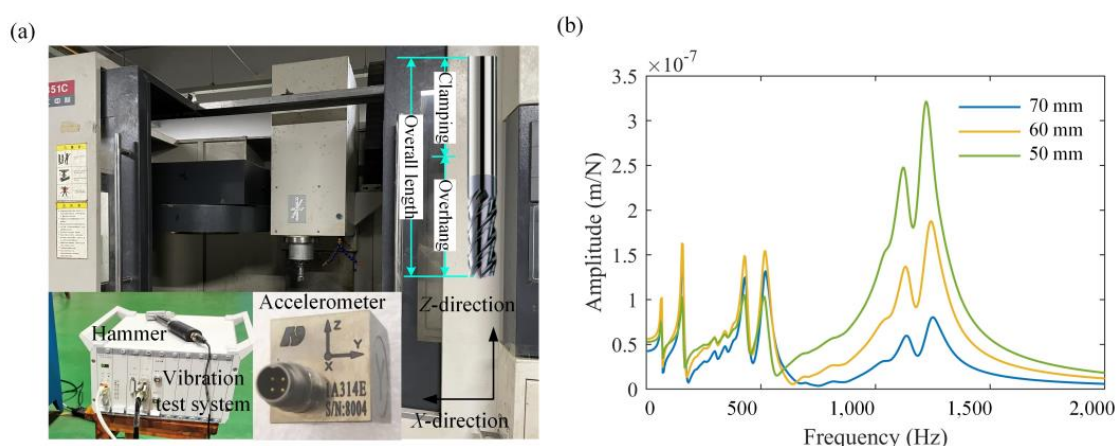 (a)
51C
Clamping
Overall length
Overhang
Z-direction
X-direction
Hammer
Vibration
test system
Accelerometer
Z
Y
X
1A314E
S/N:8004
(b)
×10⁻⁷
3.5
3
2.5
2
1.5
1
0.5
0
Amplitude (m/N)
70 mm
60 mm
50 mm
0 500 1,000 1,500 2,000
Frequency (Hz)